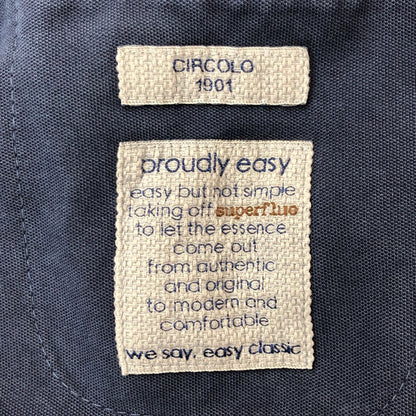 CIRCOLO
1901
proudly easy
easy but not simple
taking off superfluo
to let the essence
come out
from authentic
and original
to modern and
comfortable
we say, easy classic